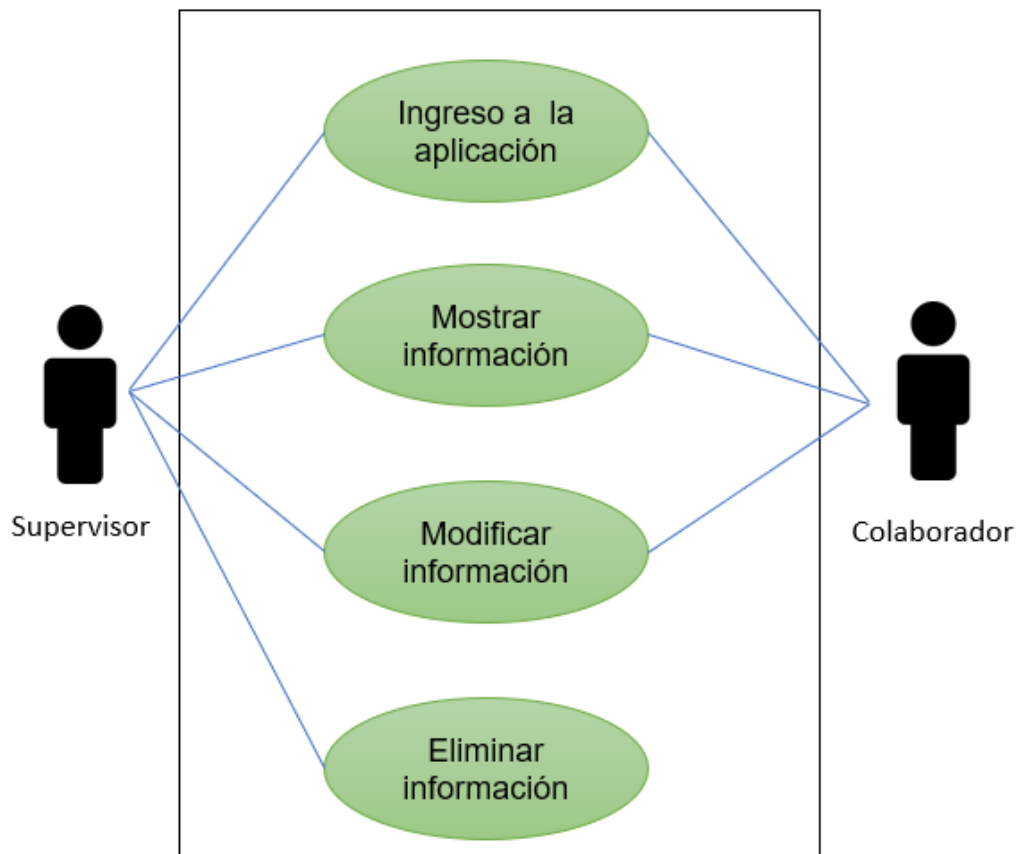 Ingreso a la
aplicación
Mostrar
información
Supervisor
Colaborador
Modificar
información
Eliminar
información